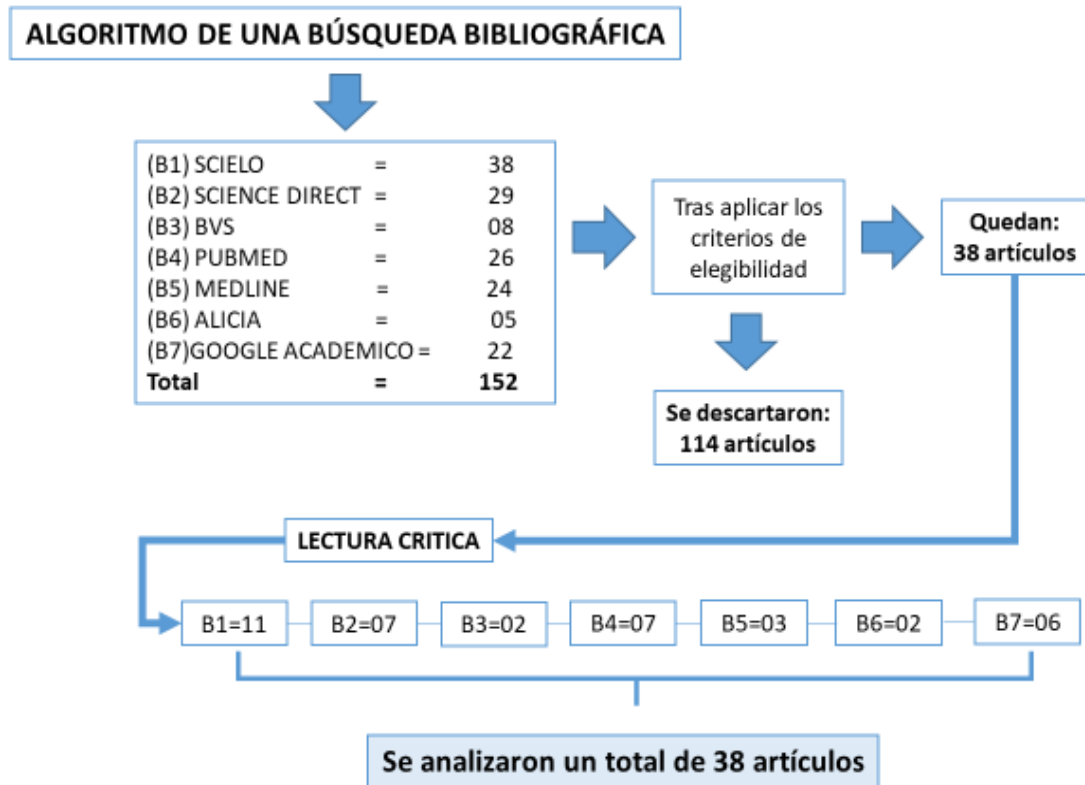 ALGORITMO DE UNA BÚSQUEDA BIBLIOGRÁFICA
(B1) SCIELO = 38
(B2) SCIENCE DIRECT = 29
(B3) BVS = 08
(B4) PUBMED = 26
(B5) MEDLINE = 24
(B6) ALICIA = 05
(B7)GOOGLE ACADEMICO = 22
Total = 152
Tras aplicar los
criterios de
elegibilidad
Quedan:
38 artículos
Se descartaron:
114 artículos
LECTURA CRITICA
B1=11
B2=07
B3=02
B4=07
B5=03
B6=02
B7=06
Se analizaron un total de 38 artículos